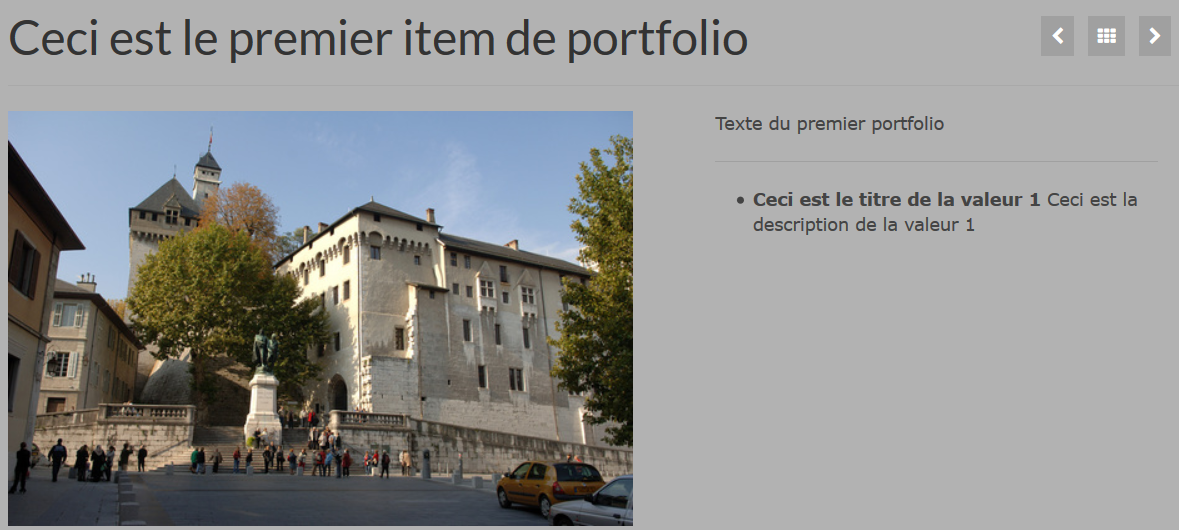 Ceci est le premier item de portfolio
Texte du premier portfolio
Ceci est le titre de la valeur 1 Ceci est la
description de la valeur 1